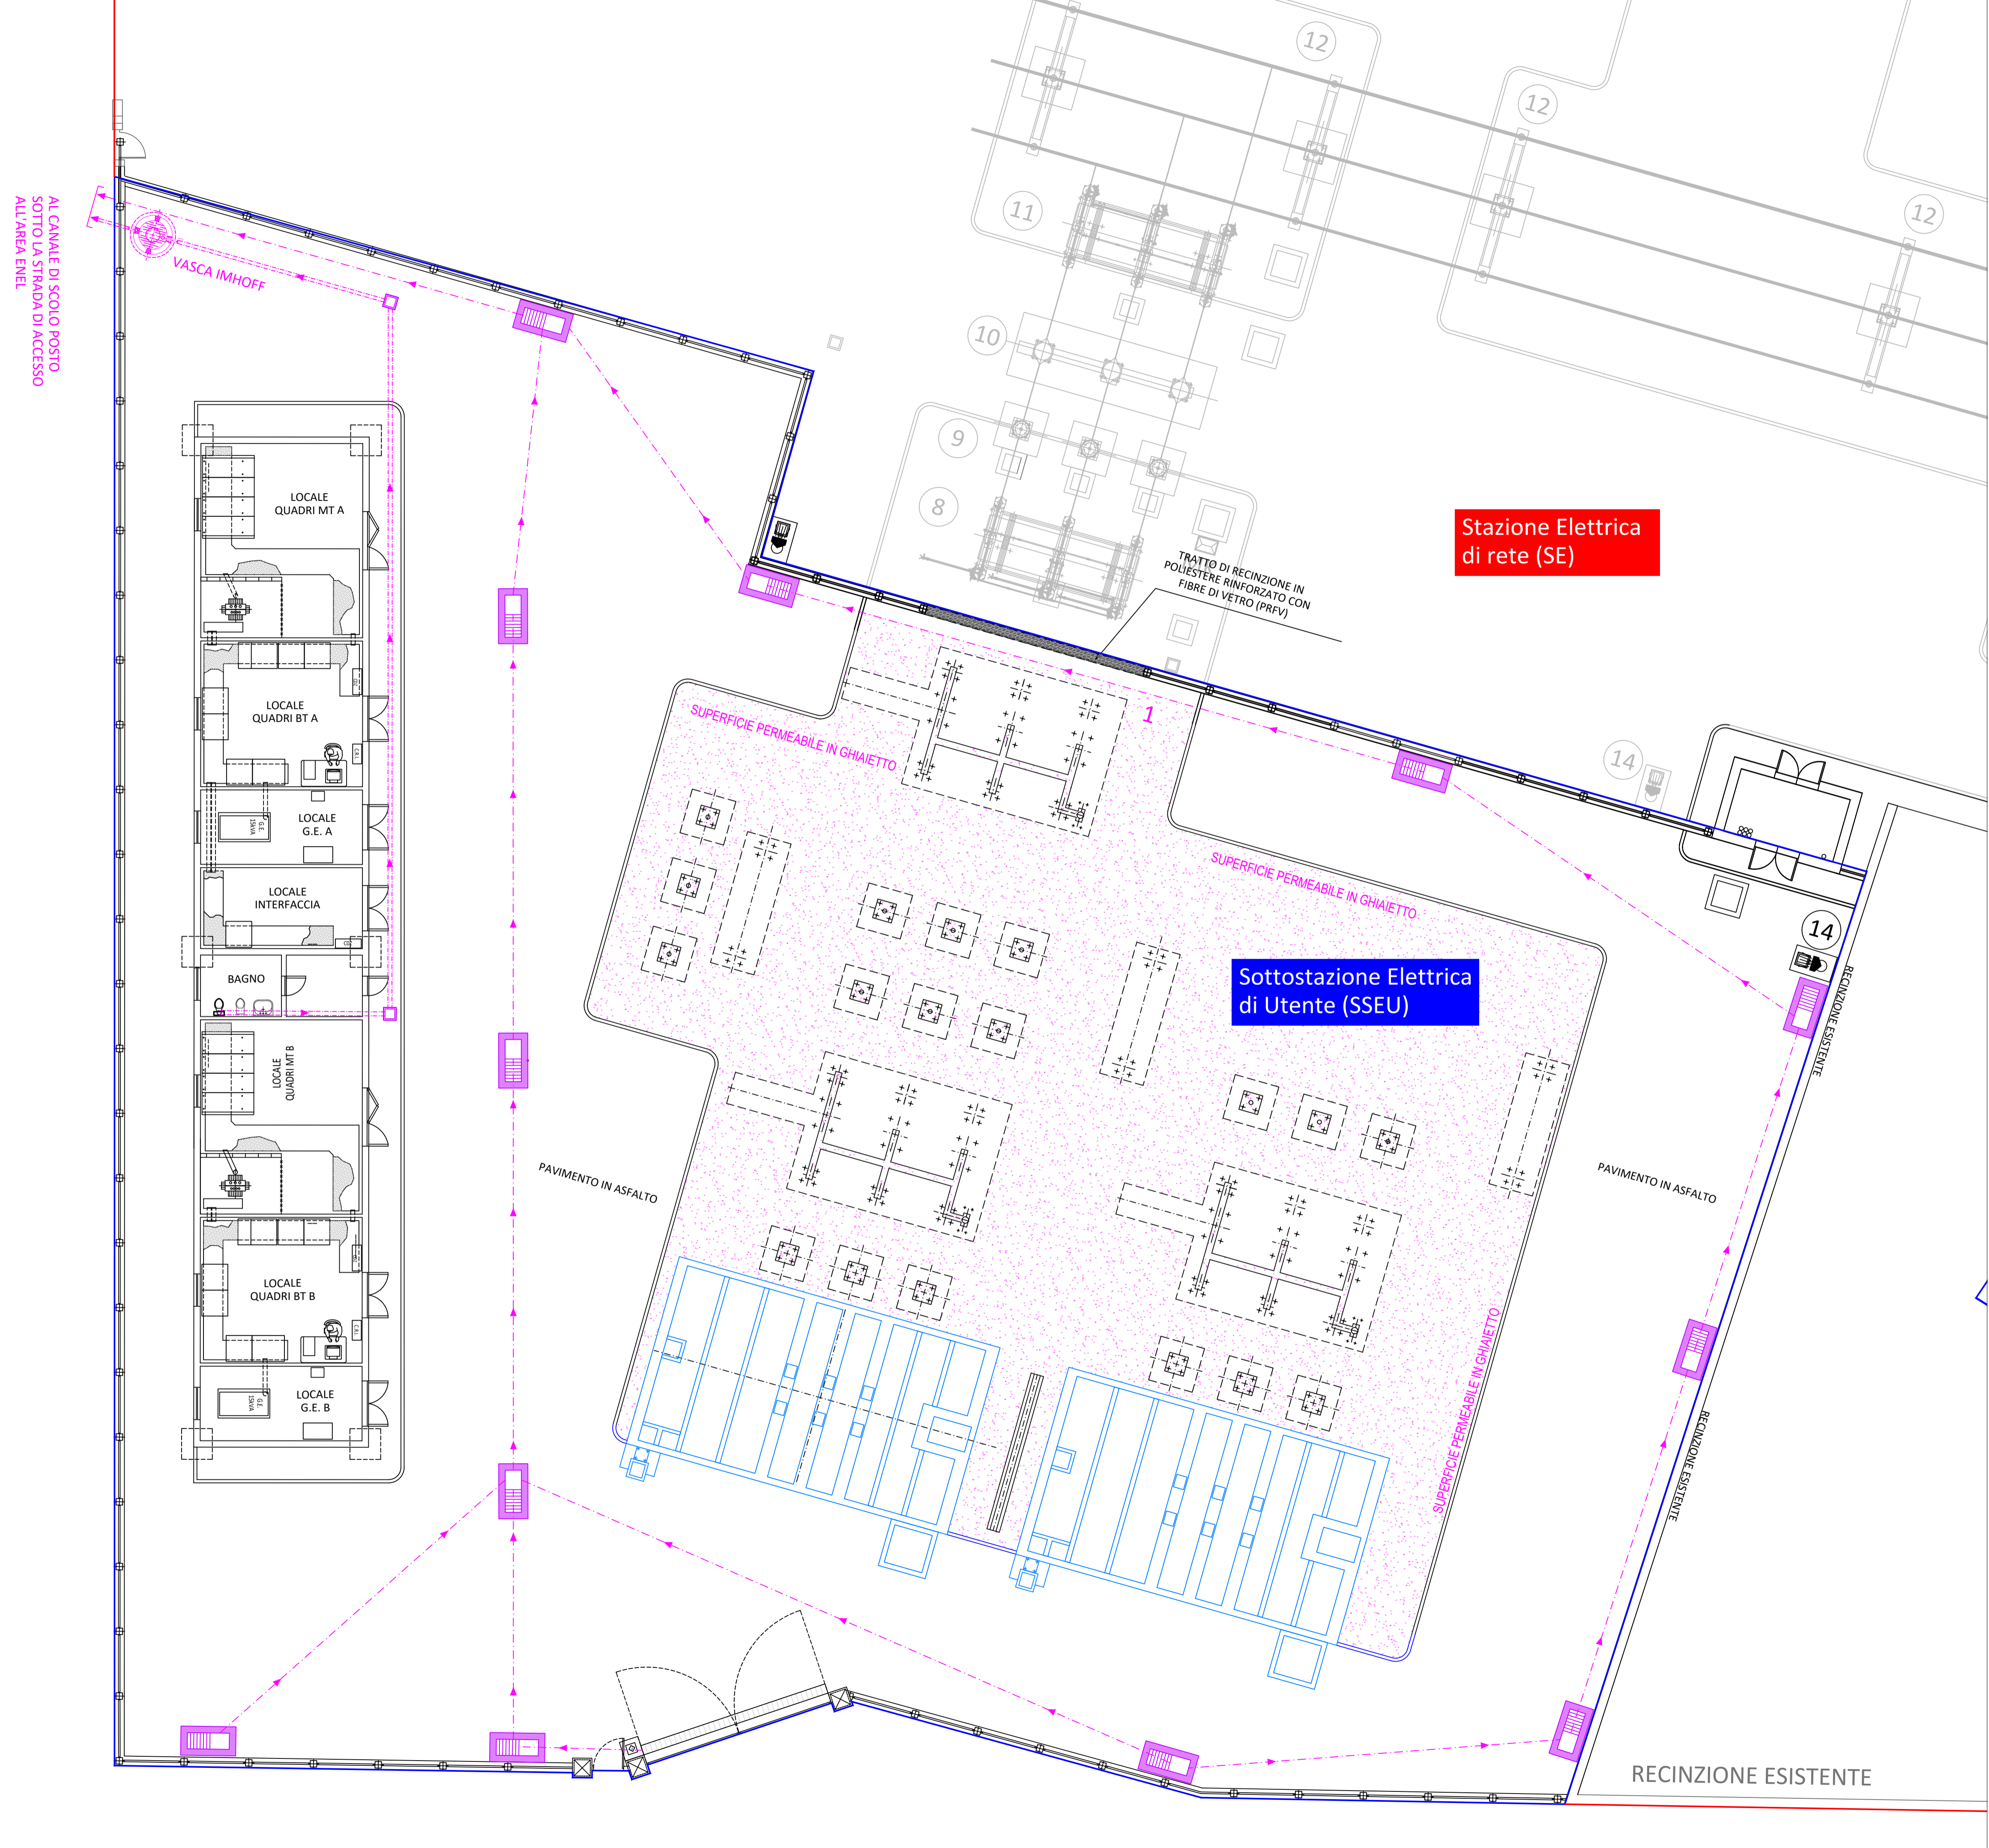 12
12
11
12
AL CANALE DI SCOLO POSTO
SOTTO LA STRADA DI ACCESSO
ALL'AREA ENEL
VASCA IMHOFF
10
9
8
LOCALE
QUADRI MT A
Stazione Elettrica
di rete (SE)
TRATTO DI RECINZIONE IN
POLIESTERE RINFORZATO CON
FIBRE DI VETRO (PRFV)
LOCALE
QUADRI BT A
SUPERFICIE PERMEABILE IN GHIAIETTO
1
14
LOCALE
G.E. A
G.E.
15kVA
SUPERFICIE PERMEABILE IN GHIAIETTO
LOCALE
INTERFACCIA
14
BAGNO
Sottostazione Elettrica
di Utente (SSEU)
RECINZIONE ESISTENTE
LOCALE
QUADRI MT B
PAVIMENTO IN ASFALTO
PAVIMENTO IN ASFALTO
LOCALE
QUADRI BT B
SUPERFICIE PERMEABILE IN GHIAIETTO
LOCALE
G.E. B
G.E.
15kVA
RECINZIONE ESISTENTE
RECINZIONE ESISTENTE